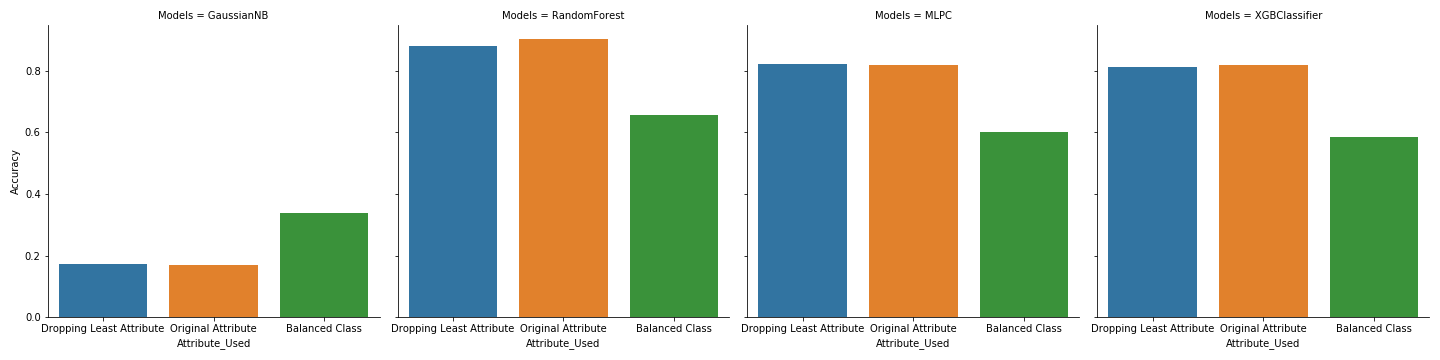 Models = GaussianNB
Models = RandomForest
Models = MLPC
Models = XGBClassifier
Accuracy
0.8
0.6
0.4
0.2
0.0
Dropping Least Attribute Original Attribute Balanced Class
Attribute_Used
Dropping Least Attribute Original Attribute Balanced Class
Attribute_Used
Dropping Least Attribute Original Attribute Balanced Class
Attribute_Used
Dropping Least Attribute Original Attribute Balanced Class
Attribute_Used